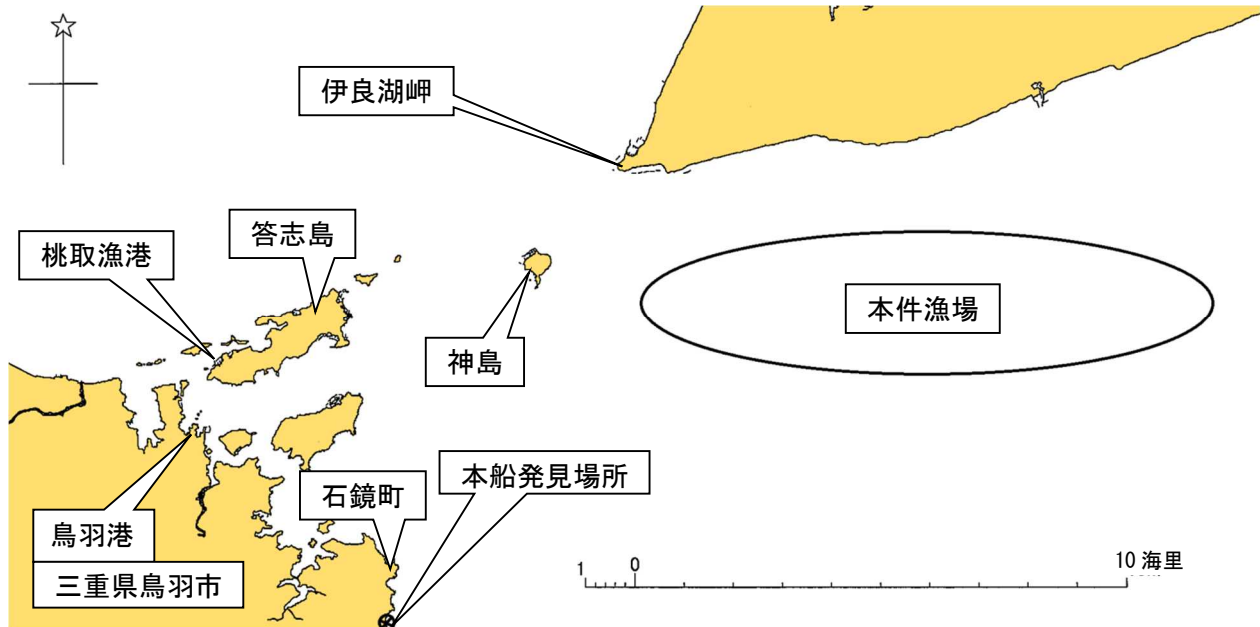 伊良湖岬
答志島
桃取漁港
本件漁場
神島
本船発見場所
石鏡町
鳥羽港
三重県鳥羽市
1 0 10 海里